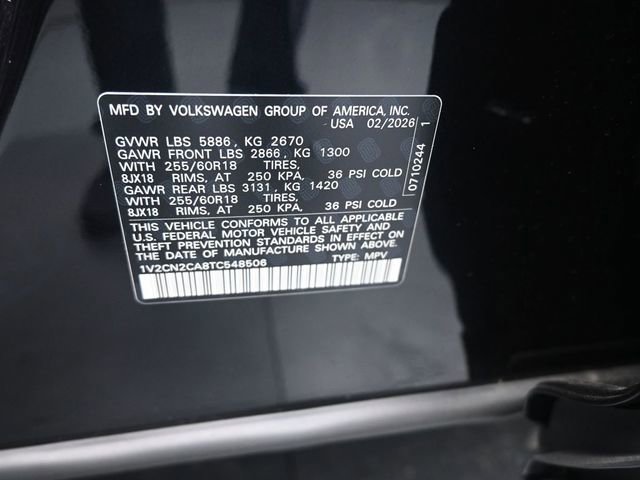 MFD BY VOLKSWAGEN GROUP OF AMERICA, INC.
USA 02/2026 1
GVWR LBS 5886, KG 2670
GAWR FRONT LBS 2866, KG 1300
WITH 255/60R18 TIRES,
8JX18 RIMS, AT 250 KPA, 36 PSI COLD
GAWR REAR LBS 3131, KG 1420
WITH 255/60R18 TIRES,
8JX18 RIMS, AT 250 KPA, 36 PSI COLD
THIS VEHICLE CONFORMS TO ALL APPLICABLE
U.S. FEDERAL MOTOR VEHICLE SAFETY AND
THEFT PREVENTION STANDARDS IN EFFECT ON
THE DATE OF MANUFACTURE SHOWN ABOVE.
1V2CN2CA8TC548506 TYPE: MPV
0710244